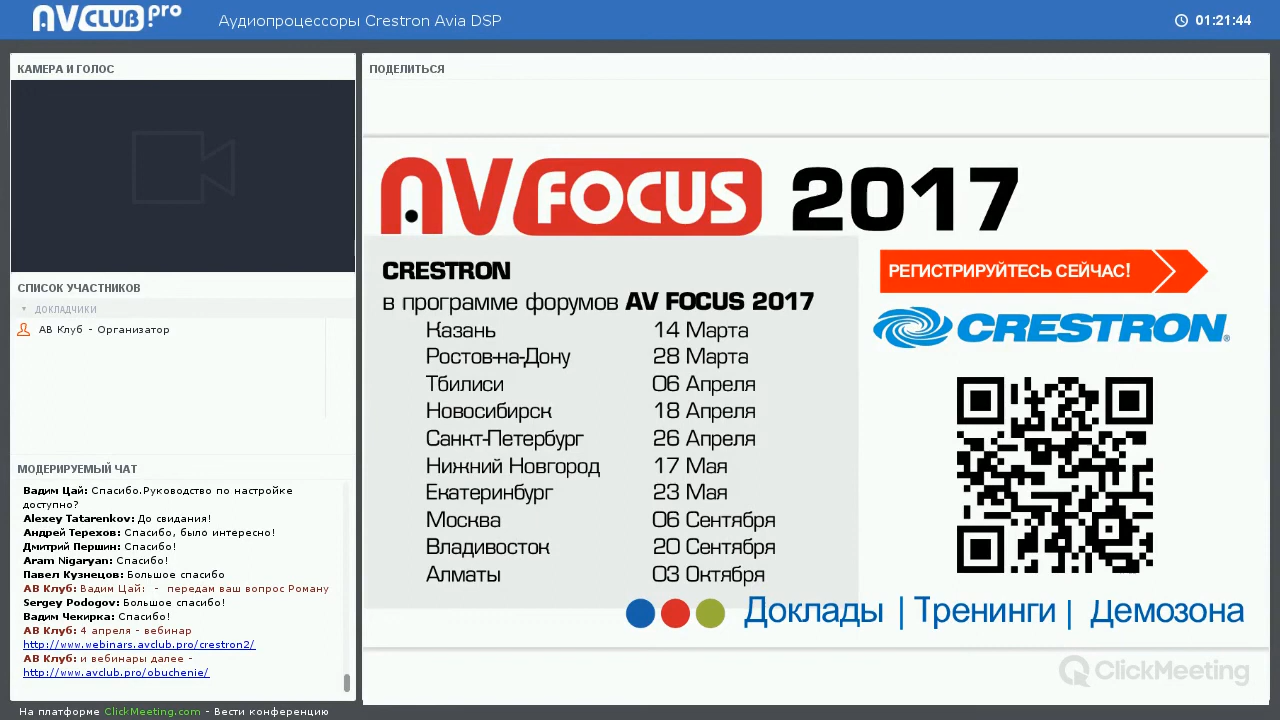 AVCLUB.pro
Аудиопроцессоры Crestron Avia DSP
01:21:44
КАМЕРА И ГОЛОС
СПИСОК УЧАСТНИКОВ
ДОКЛАДЧИКИ
АВ Клуб - Организатор
МОДЕРИРУЕМЫЙ ЧАТ
Вадим Цай: Спасибо.Руководство по настройке
доступно?
Alexey Tatarenkov: До свидания!
Андрей Терехов: Спасибо, было интересно!
Дмитрий Першин: Спасибо!
Aram Nigaryan: Спасибо!
Павел Кузнецов: Большое спасибо
АВ Клуб: Вадим Цай: - передам ваш вопрос Роману
Sergey Podogov: Большое спасибо!
Вадим Чекирка: Спасибо!
АВ Клуб: 4 апреля - вебинар
http://www.webinars.avclub.pro/crestron2/
АВ Клуб: и вебинары далее -
http://www.avclub.pro/obuchenie/
ПОДЕЛИТЬСЯ
AV FOCUS 2017
CRESTRON
в программе форумов AV FOCUS 2017
Казань 14 Марта
Ростов-на-Дону 28 Марта
Тбилиси 06 Апреля
Новосибирск 18 Апреля
Санкт-Петербург 26 Апреля
Нижний Новгород 17 Мая
Екатеринбург 23 Мая
Москва 06 Сентября
Владивосток 20 Сентября
Алматы 03 Октября
РЕГИСТРИРУЙТЕСЬ СЕЙЧАС!
CRESTRON®
Доклады | Тренинги | Демозона
ClickMeeting
На платформе ClickMeeting.com - Вести конференцию